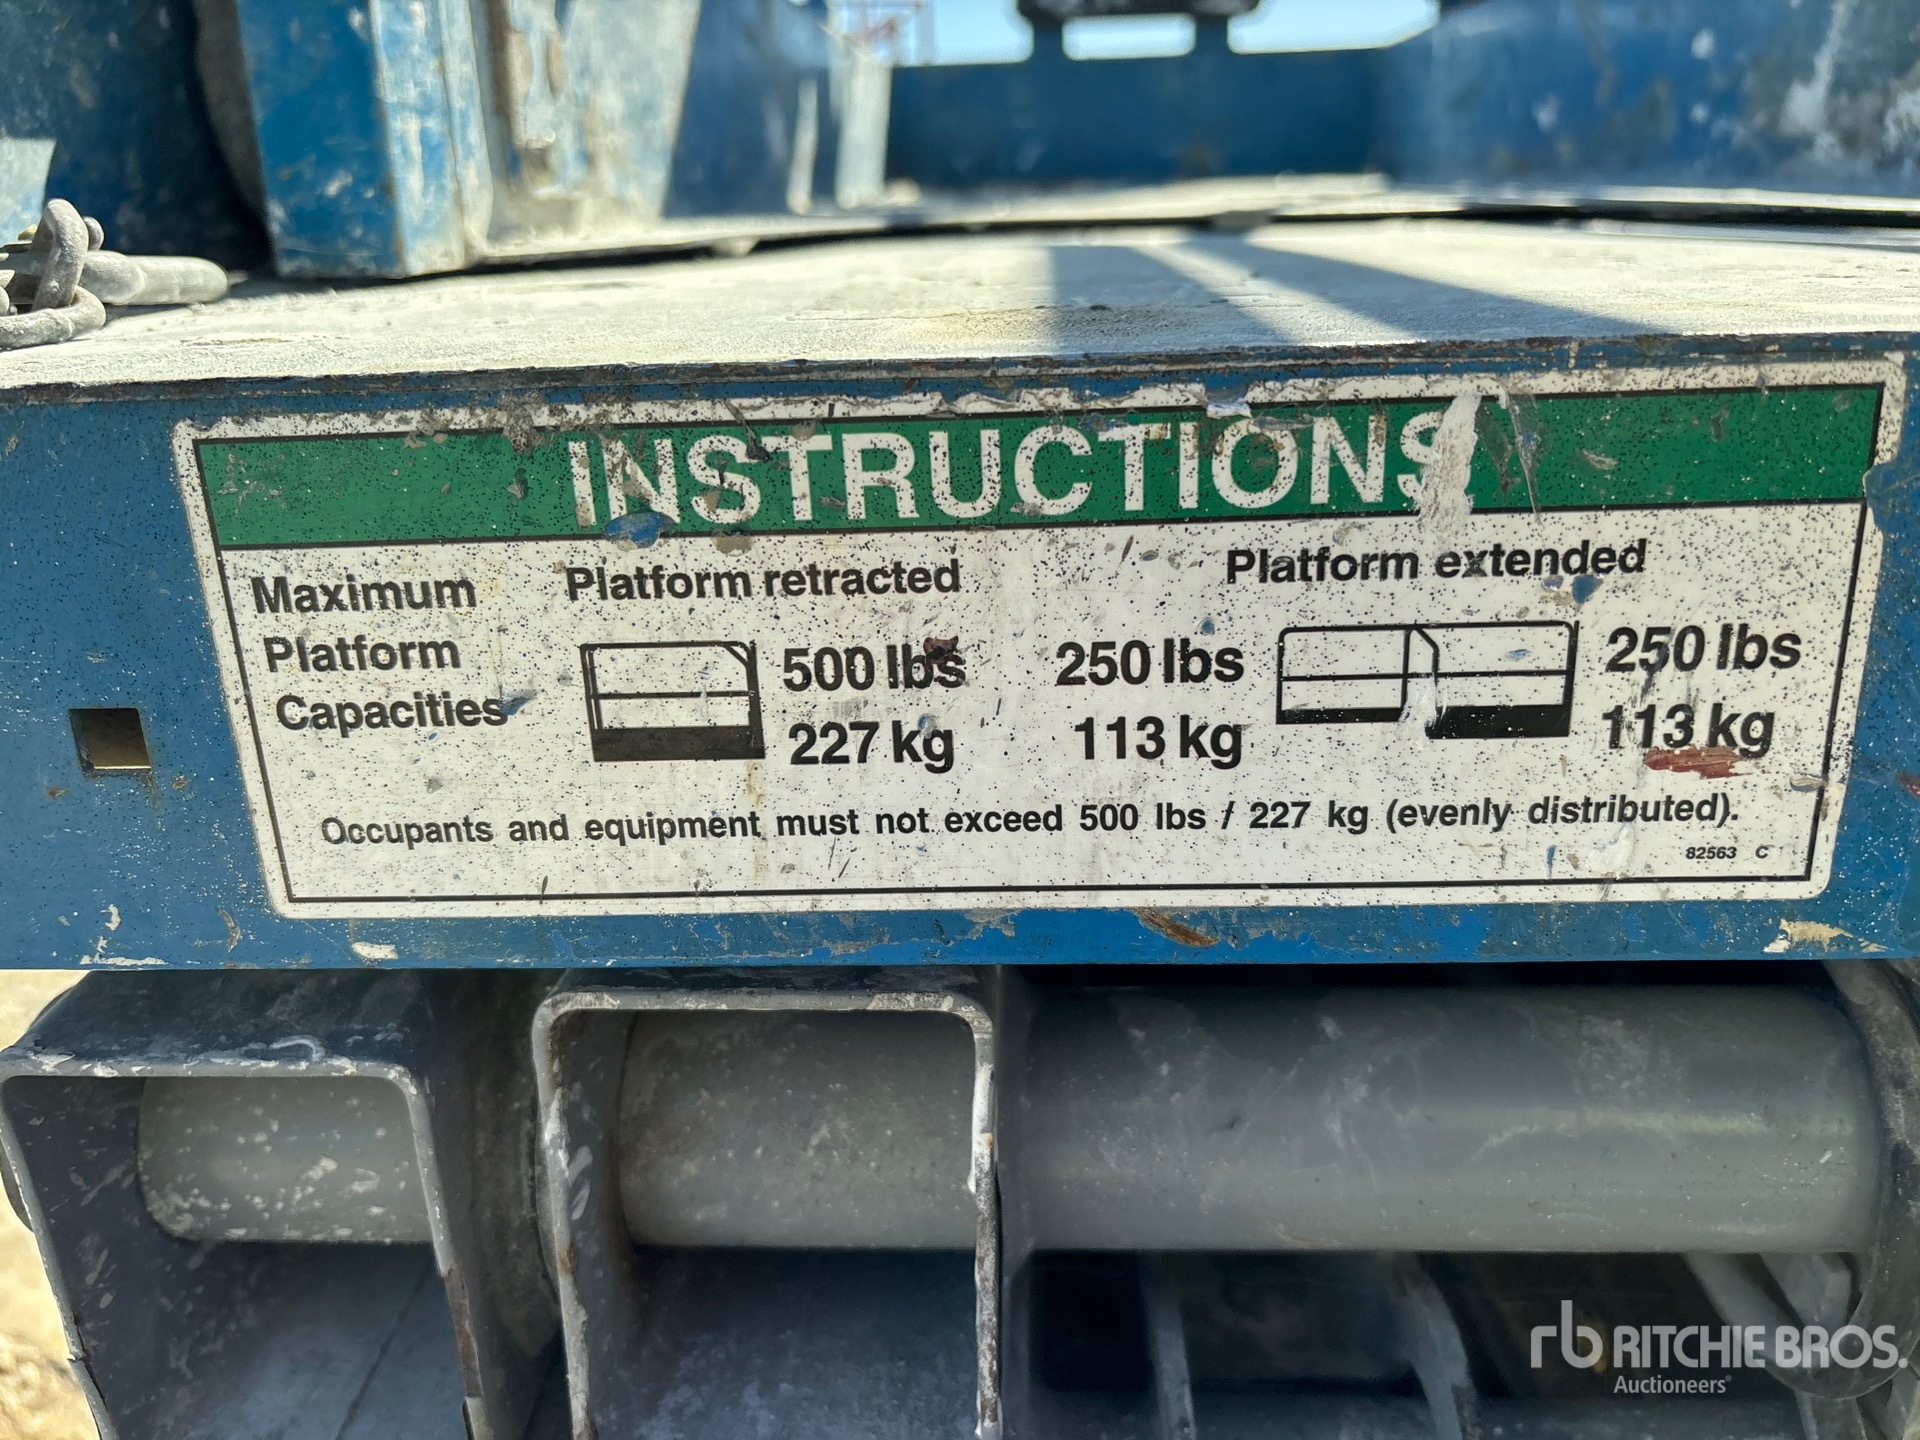 INSTRUCTIONS
Maximum
Platform
Capacities
Platform retracted
500 lbs
227 kg
Platform extended
250 lbs
113 kg
250 lbs
113 kg
Occupants and equipment must not exceed 500 lbs / 227 kg (evenly distributed).
82563 C
rb RITCHIE BROS.
Auctioneers®